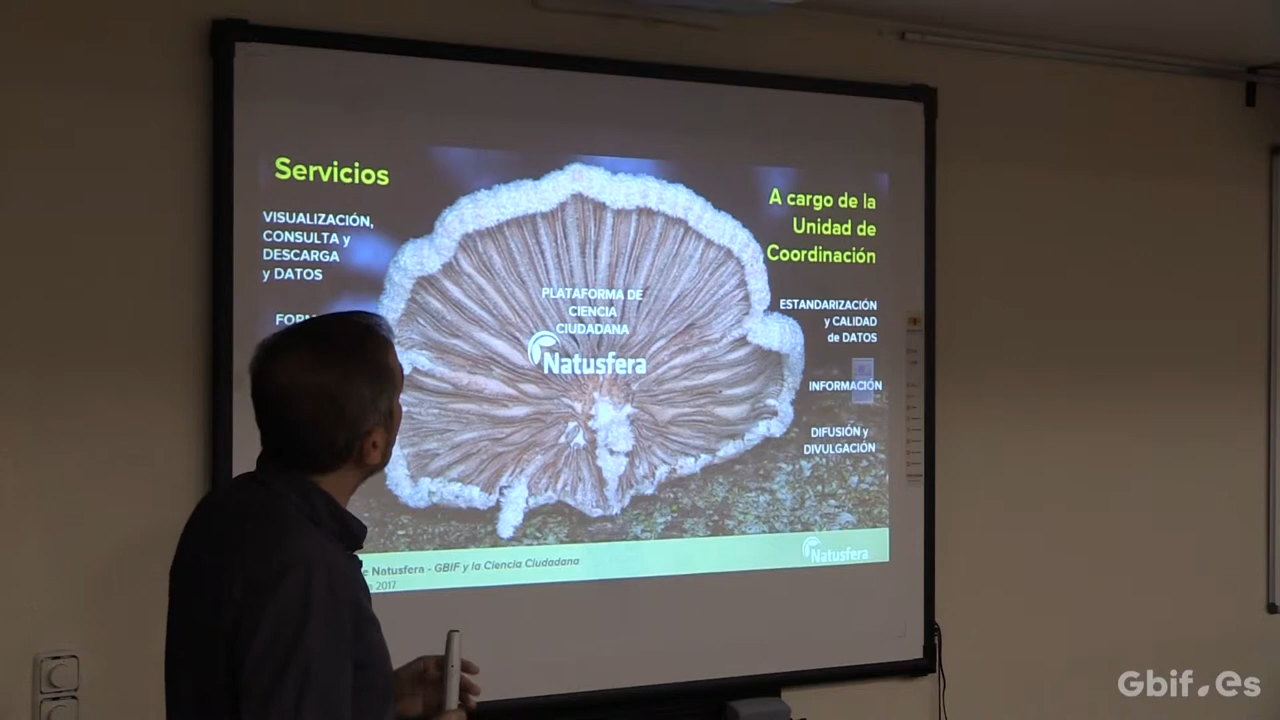 Servicios
VISUALIZACIÓN,
CONSULTA y
DESCARGA
y DATOS
PLATAFORMA DE
CIENCIA
CIUDADANA
Natusfera
A cargo de la
Unidad de
Coordinación
ESTANDARIZACIÓN
y CALIDAD
de DATOS
INFORMACIÓN
DIFUSIÓN y
DIVULGACIÓN
Natusfera - GBIF y la Ciencia Ciudadana
2017
Natusfera
Gbif.es